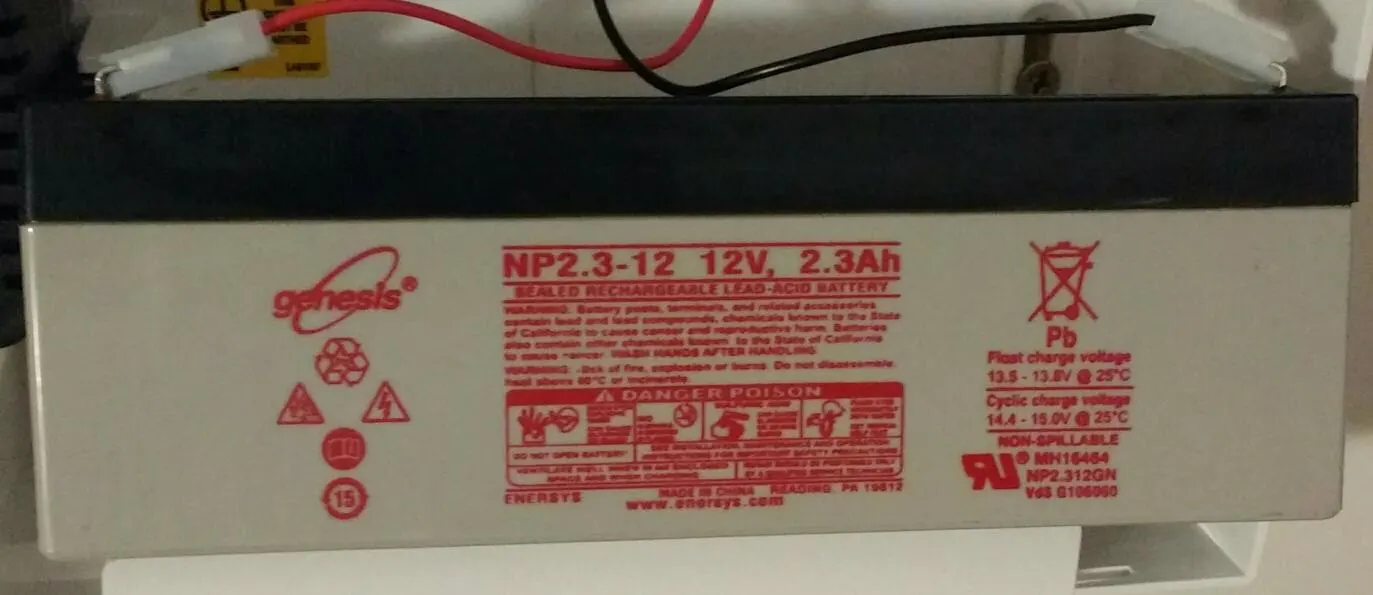 genesis®
15
NP2.3-12 12V, 2.3Ah
SEALED RECHARGEABLE LEAD-ACID BATTERY
WARNING: Battery posts, terminals, and related accessories
contain lead and lead compounds, chemicals known to the State
of California to cause cancer and reproductive harm. Batteries
also contain other chemicals known to the State of California
to cause cancer. WASH HANDS AFTER HANDLING.
WARNING: Risk of fire, explosion or burns. Do not disassemble,
heat above 60°C or incinerate.
DANGER POISON
DO NOT OPEN BATTERY
ENERSYS MADE IN CHINA READING, PA 19612
www.enersys.com
Pb
Float charge voltage
13.5 - 13.8V @ 25°C
Cyclic charge voltage
14.4 - 15.0V @ 25°C
NON-SPILLABLE
® MH16464
NP2.312GN
VdS